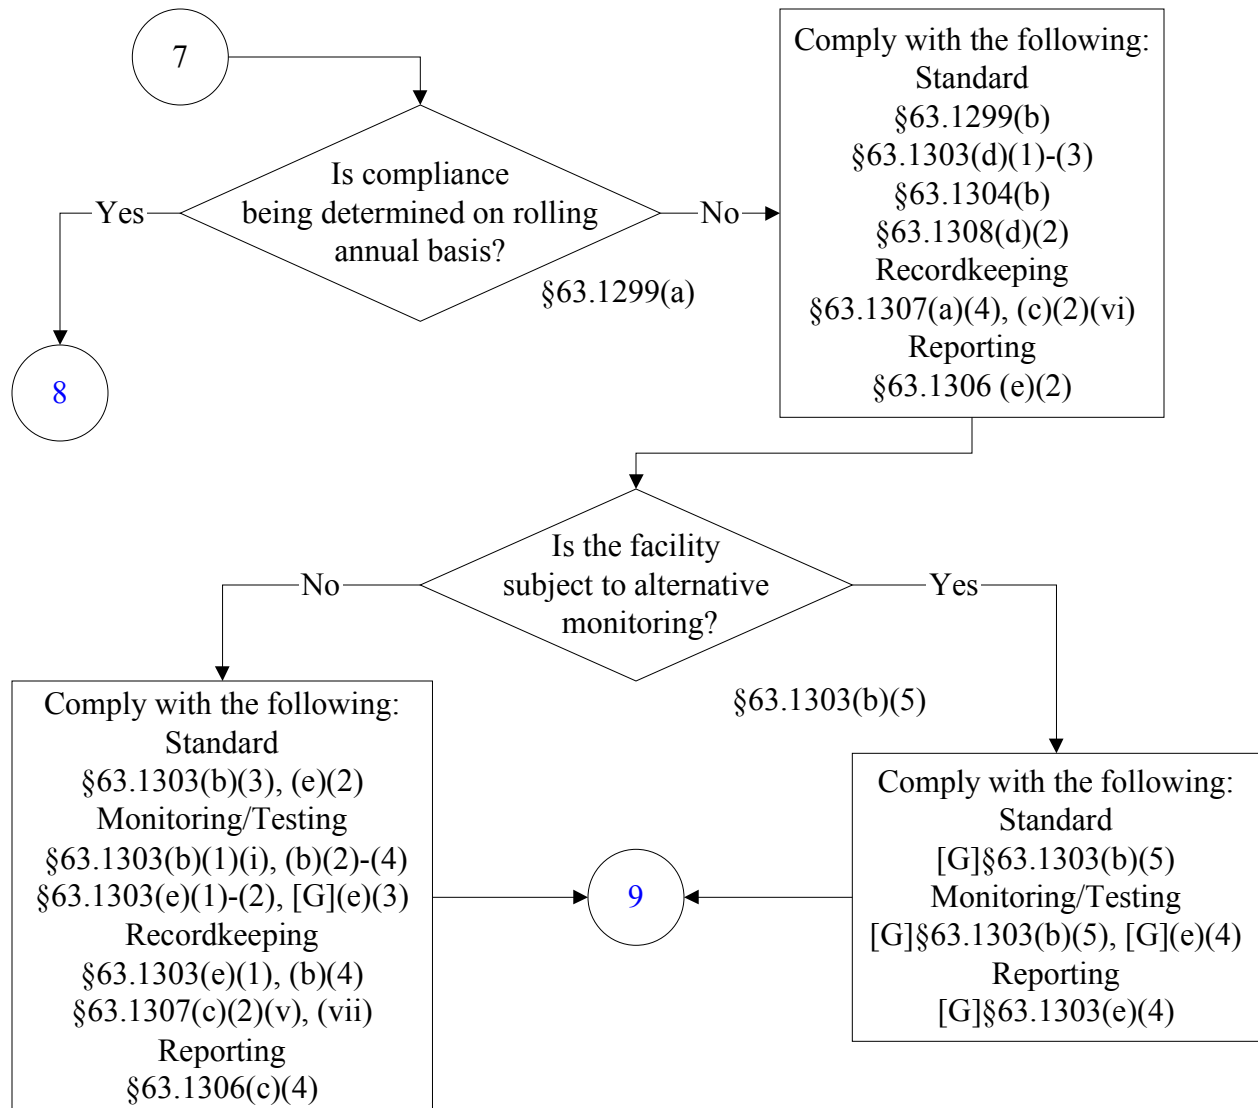 7
Is compliance
being determined on rolling
annual basis?
§63.1299(a)
Yes
No
8
Comply with the following:
Standard
§63.1299(b)
§63.1303(d)(1)-(3)
§63.1304(b)
§63.1308(d)(2)
Recordkeeping
§63.1307(a)(4), (c)(2)(vi)
Reporting
§63.1306 (e)(2)
Is the facility
subject to alternative
monitoring?
§63.1303(b)(5)
No
Yes
Comply with the following:
Standard
§63.1303(b)(3), (e)(2)
Monitoring/Testing
§63.1303(b)(1)(i), (b)(2)-(4)
§63.1303(e)(1)-(2), [G](e)(3)
Recordkeeping
§63.1303(e)(1), (b)(4)
§63.1307(c)(2)(v), (vii)
Reporting
§63.1306(c)(4)
9
Comply with the following:
Standard
[G]§63.1303(b)(5)
Monitoring/Testing
[G]§63.1303(b)(5), [G](e)(4)
Reporting
[G]§63.1303(e)(4)